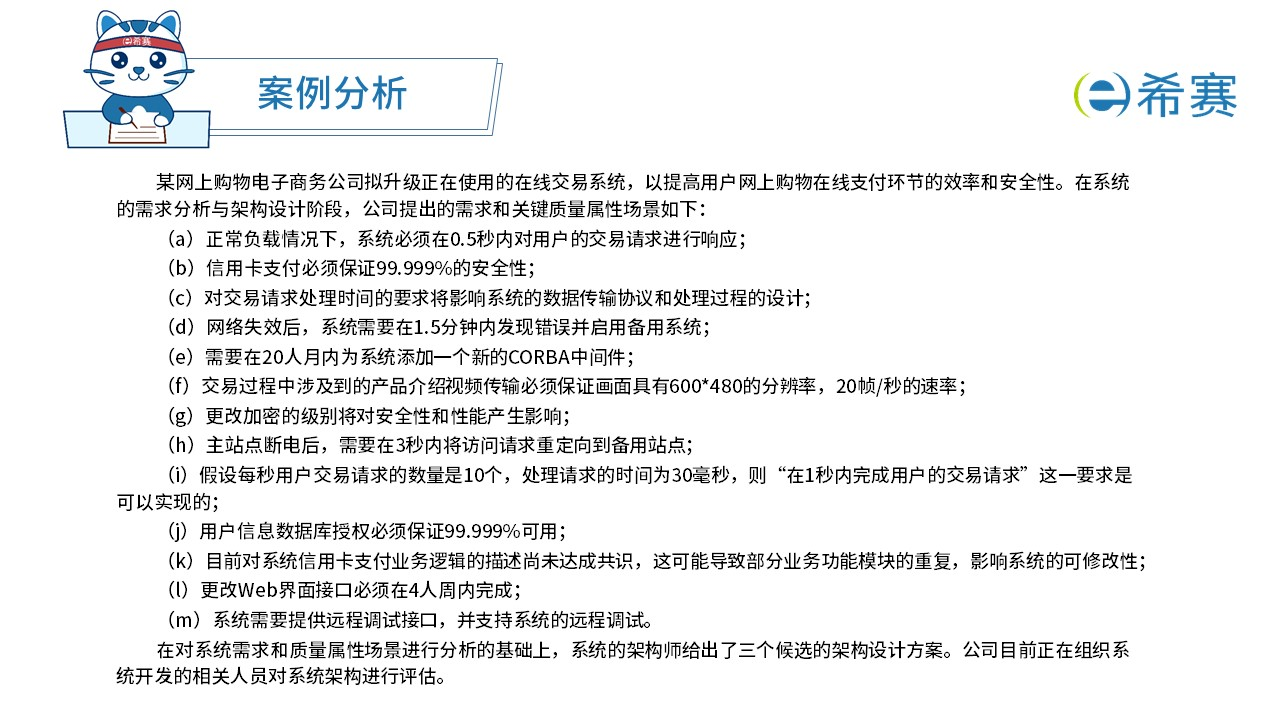 希赛
案例分析
希赛
某网上购物电子商务公司拟升级正在使用的在线交易系统，以提高用户网上购物在线支付环节的效率和安全性。在系统
的需求分析与架构设计阶段，公司提出的需求和关键质量属性场景如下：
（a）正常负载情况下，系统必须在0.5秒内对用户的交易请求进行响应；
（b）信用卡支付必须保证99.999%的安全性；
（c）对交易请求处理时间的要求将影响系统的数据传输协议和处理过程的设计；
（d）网络失效后，系统需要在1.5分钟内发现错误并启用备用系统；
（e）需要在20人月内为系统添加一个新的CORBA中间件；
（f）交易过程中涉及到的产品介绍视频传输必须保证画面具有600*480的分辨率，20帧/秒的速率；
（g）更改加密的级别将对安全性和性能产生影响；
（h）主站点断电后，需要在3秒内将访问请求重定向到备用站点；
（i）假设每秒用户交易请求的数量是10个，处理请求的时间为30毫秒，则“在1秒内完成用户的交易请求”这一要求是
可以实现的；
（j）用户信息数据库授权必须保证99.999%可用；
（k）目前对系统信用卡支付业务逻辑的描述尚未达成共识，这可能导致部分业务功能模块的重复，影响系统的可修改性；
（l）更改Web界面接口必须在4人周内完成；
（m）系统需要提供远程调试接口，并支持系统的远程调试。
在对系统需求和质量属性场景进行分析的基础上，系统的架构师给出了三个候选的架构设计方案。公司目前正在组织系
统开发的相关人员对系统架构进行评估。